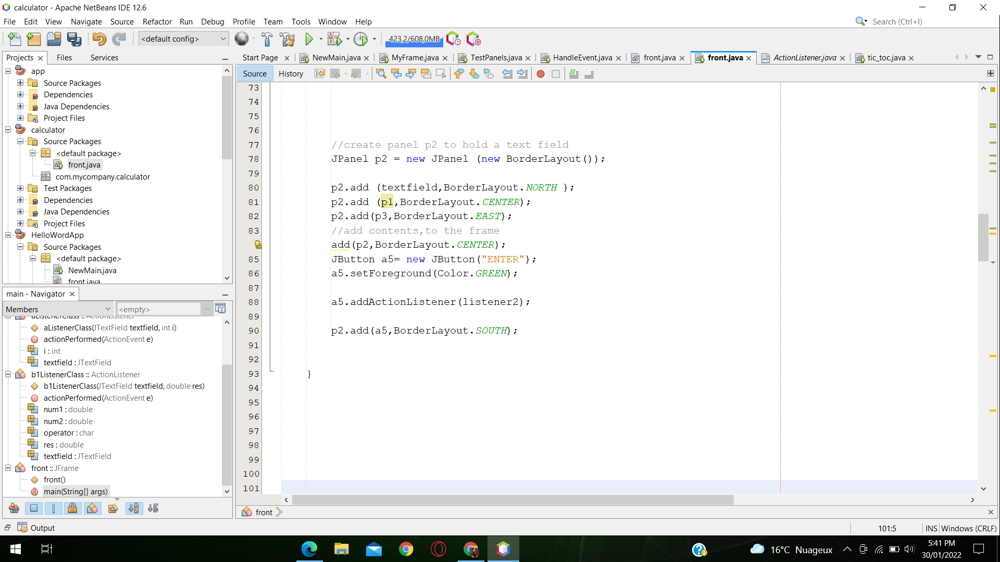 calculator - Apache NetBeans IDE 12.6
File Edit View Navigate Source Refactor Run Debug Profile Team Tools Window Help
Search (Ctrl+I)
<default config>
423,2/608,0MB
Projects Files Services
Start Page NewMain.java MyFrame.java TestPanels.java HandleEvent.java front.java front.java ActionListener.java tic_toc.java
Source History
app
Source Packages
Dependencies
Java Dependencies
Project Files
calculator
Source Packages
<default package>
front.java
com.mycompany.calculator
Test Packages
Dependencies
Java Dependencies
Project Files
HelloWordApp
Source Packages
<default package>
NewMain.java
front.java
main - Navigator
Members
<empty>
aListenerClass :: ActionListener
aListenerClass(JTextField textfield, int i)
actionPerformed(ActionEvent e)
i : int
textfield : JTextField
b1ListenerClass :: ActionListener
b1ListenerClass(JTextField textfield, double res)
actionPerformed(ActionEvent e)
num1 : double
num2 : double
operator : char
res : double
textfield : JTextField
front :: JFrame
front()
main(String[] args)
73
74
75
76
77 //create panel p2 to hold a text field
78 JPanel p2 = new JPanel (new BorderLayout());
79
80 p2.add (textfield,BorderLayout.NORTH );
81 p2.add (p1,BorderLayout.CENTER);
82 p2.add(p3,BorderLayout.EAST);
83 //add contents,to the frame
add(p2,BorderLayout.CENTER);
85 JButton a5= new JButton("ENTER");
86 a5.setForeground(Color.GREEN);
87
88 a5.addActionListener(listener2);
89
90 p2.add(a5,BorderLayout.SOUTH);
91
92
93 }
94
95
96
97
98
99
100
101
front
Output
101:5 INS Windows (CRLF)
16°C Nuageux
5:41 PM
30/01/2022